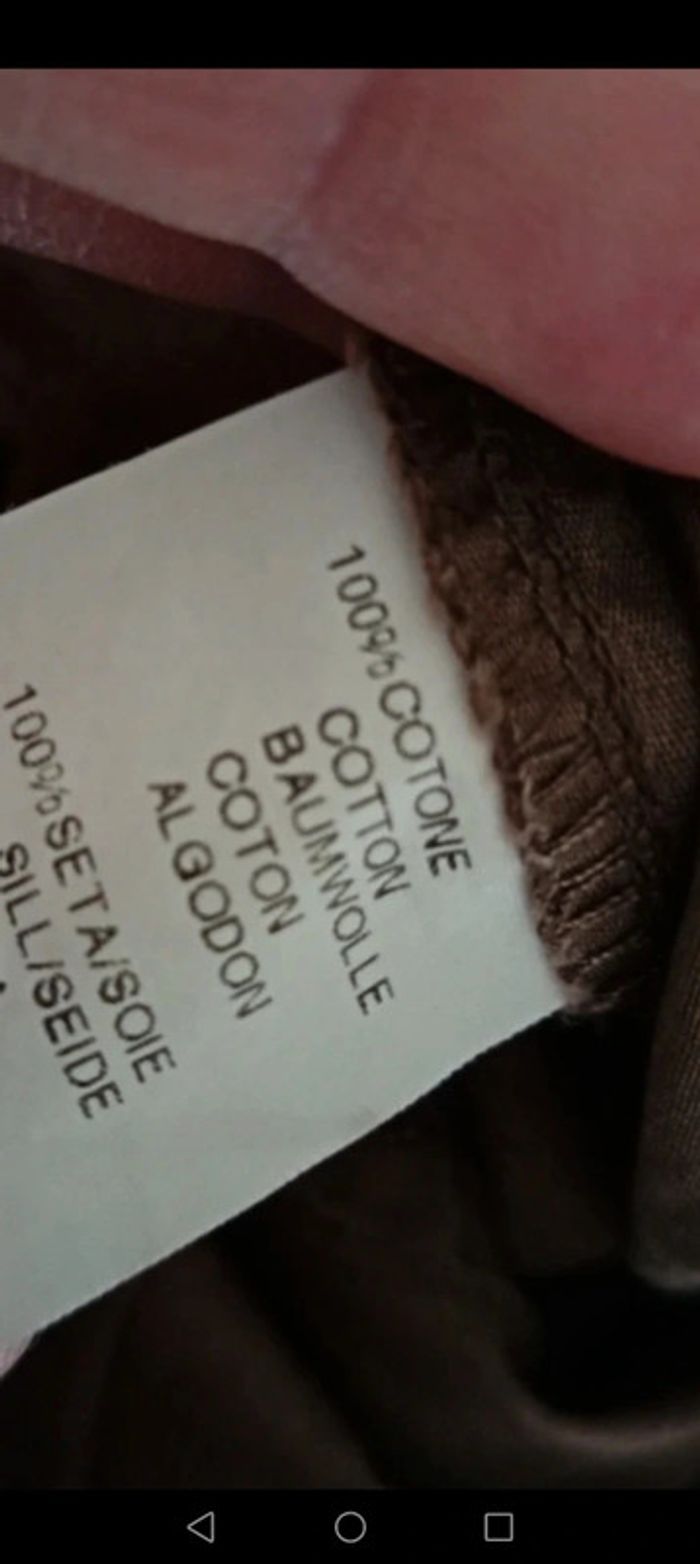 100%COTONE
COTTON
BAUMWOLLE
COTON
ALGODON
100%SETA/SOIE
SILL/SEIDE